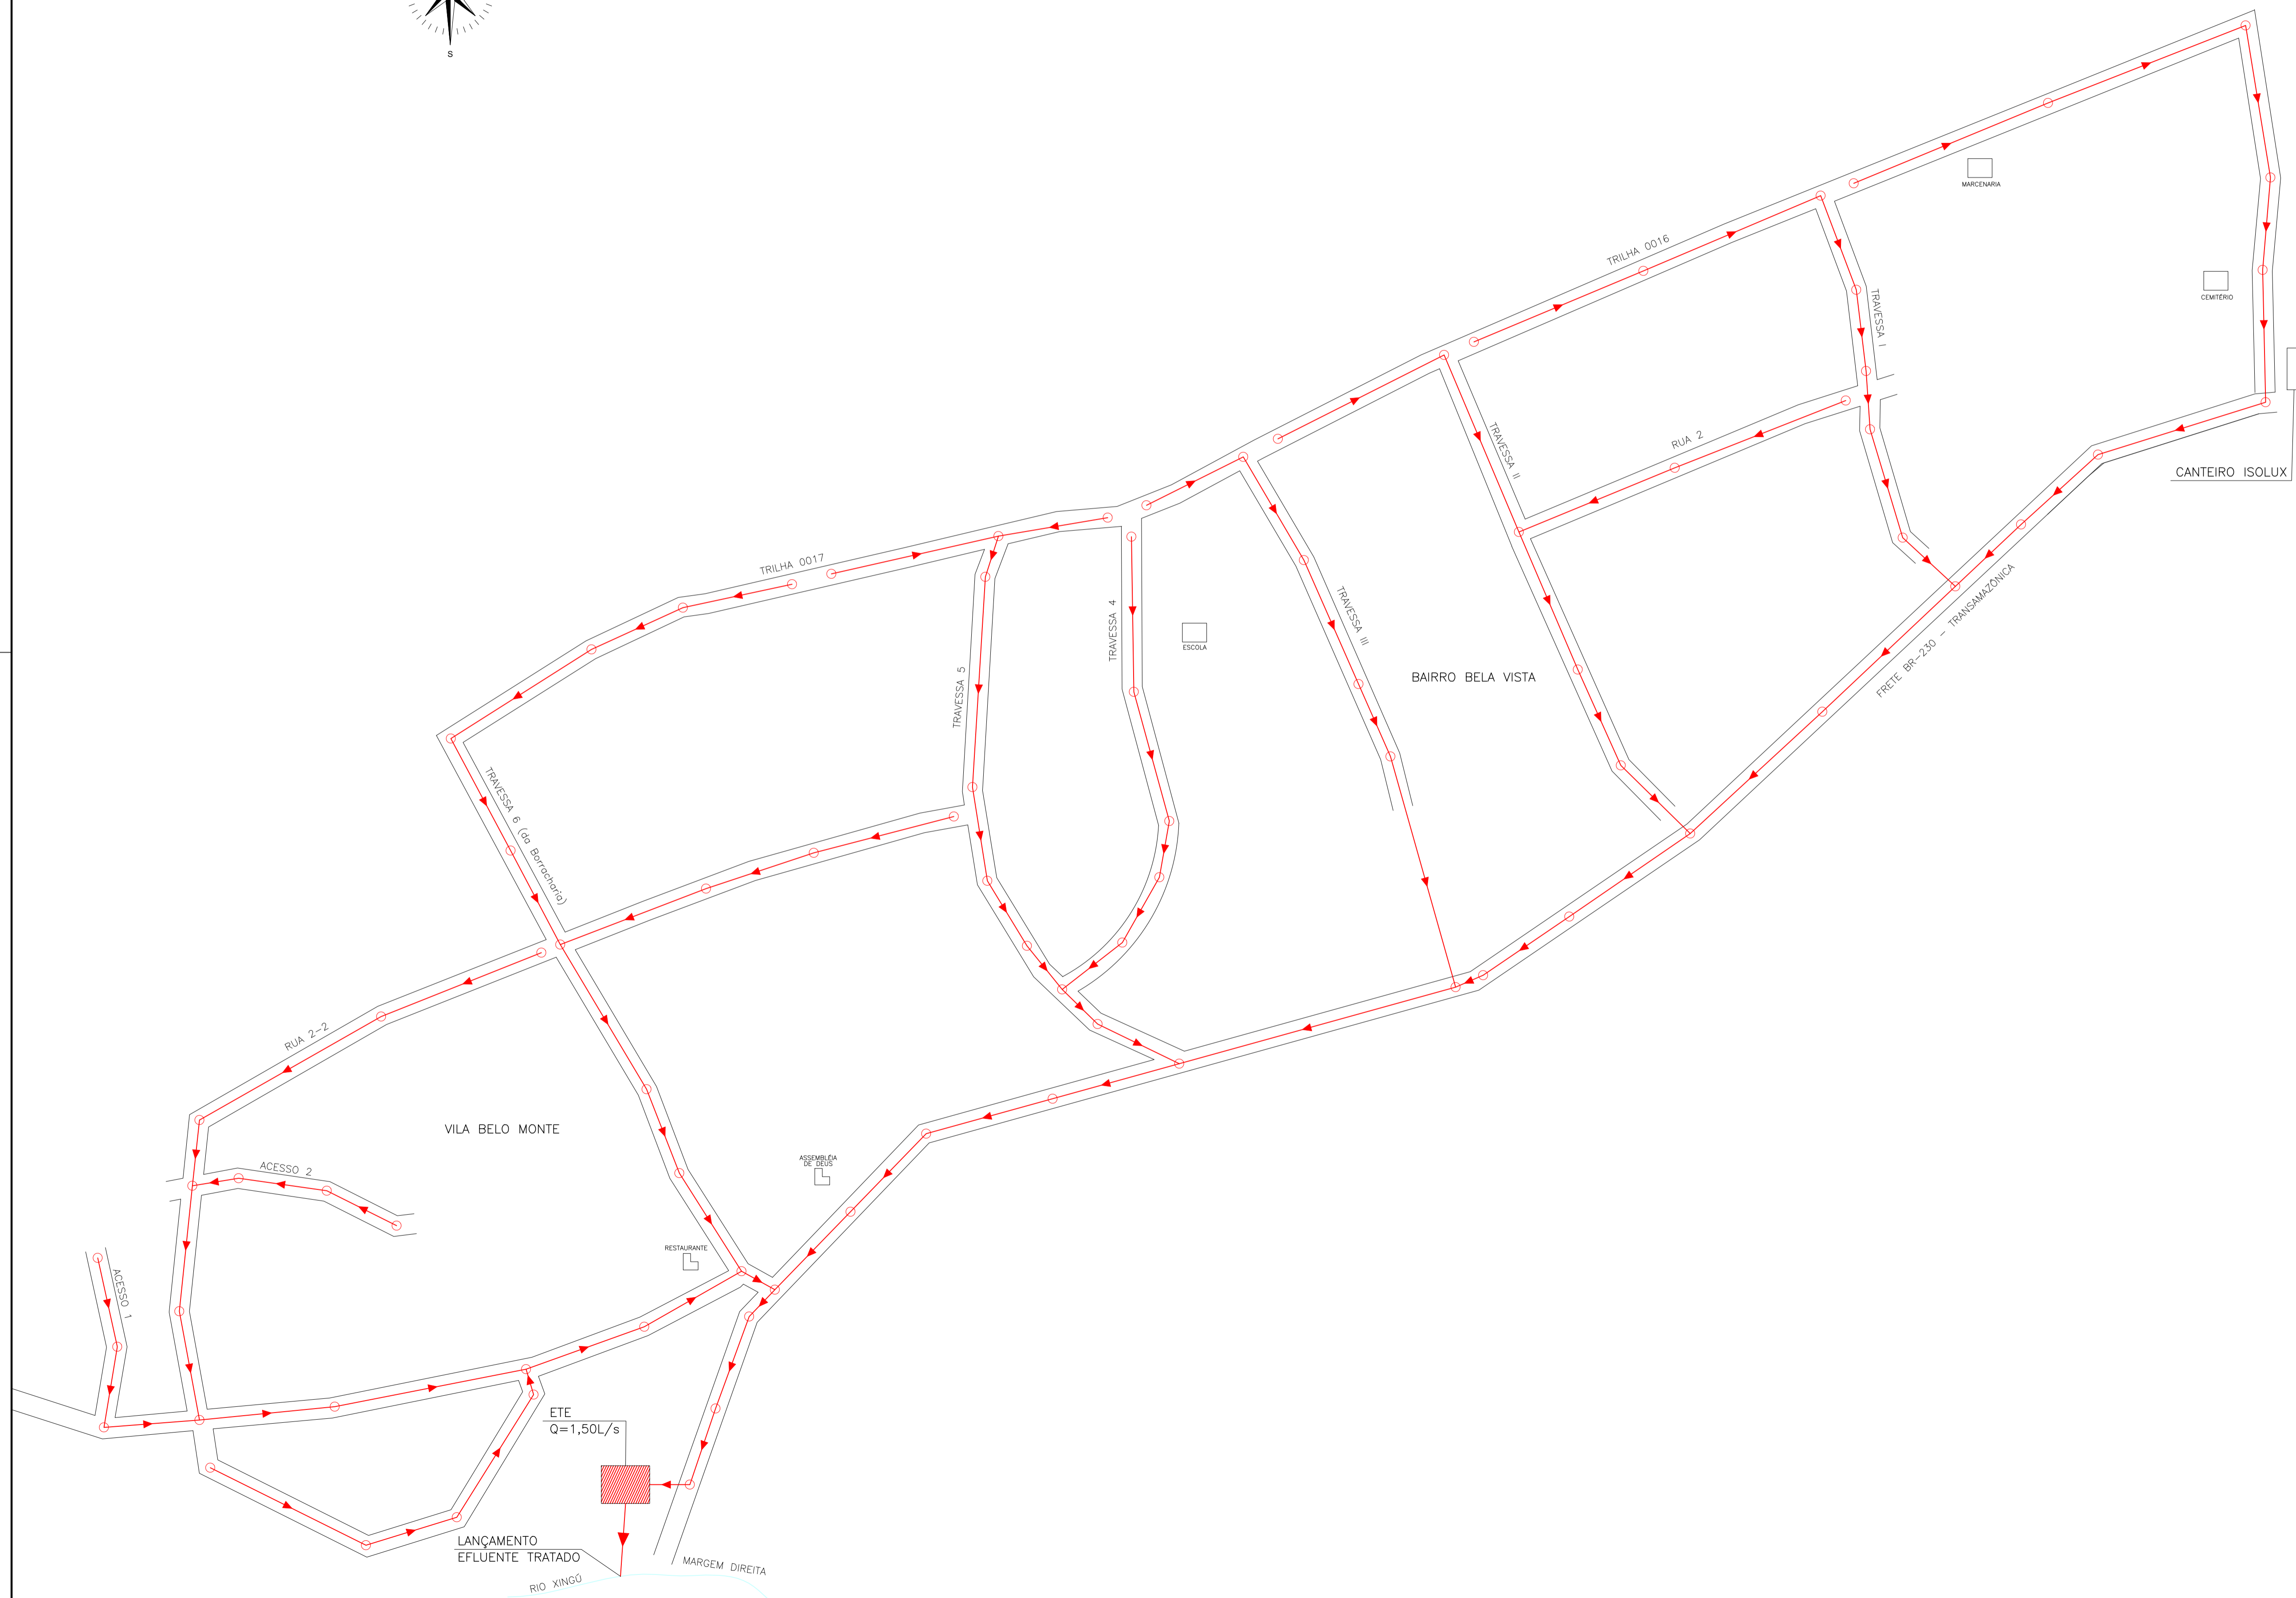 S
MARCENARIA
TRILHA 0016
CEMITÉRIO
TRAVESSA I
RUA 2
TRAVESSA II
CANTEIRO ISOLUX
TRILHA 0017
TRAVESSA 4
ESCOLA
TRAVESSA III
FRETE BR-230 - TRANSAMAZÔNICA
BAIRRO BELA VISTA
TRAVESSA 5
TRAVESSA 6 (da Borracharia)
RUA 2-2
VILA BELO MONTE
ASSEMBLÉIA
DE DEUS
ACESSO 2
RESTAURANTE
ACESSO 1
ETE
Q=1,50L/s
LANÇAMENTO
EFLUENTE TRATADO
MARGEM DIREITA
RIO XINGÚ